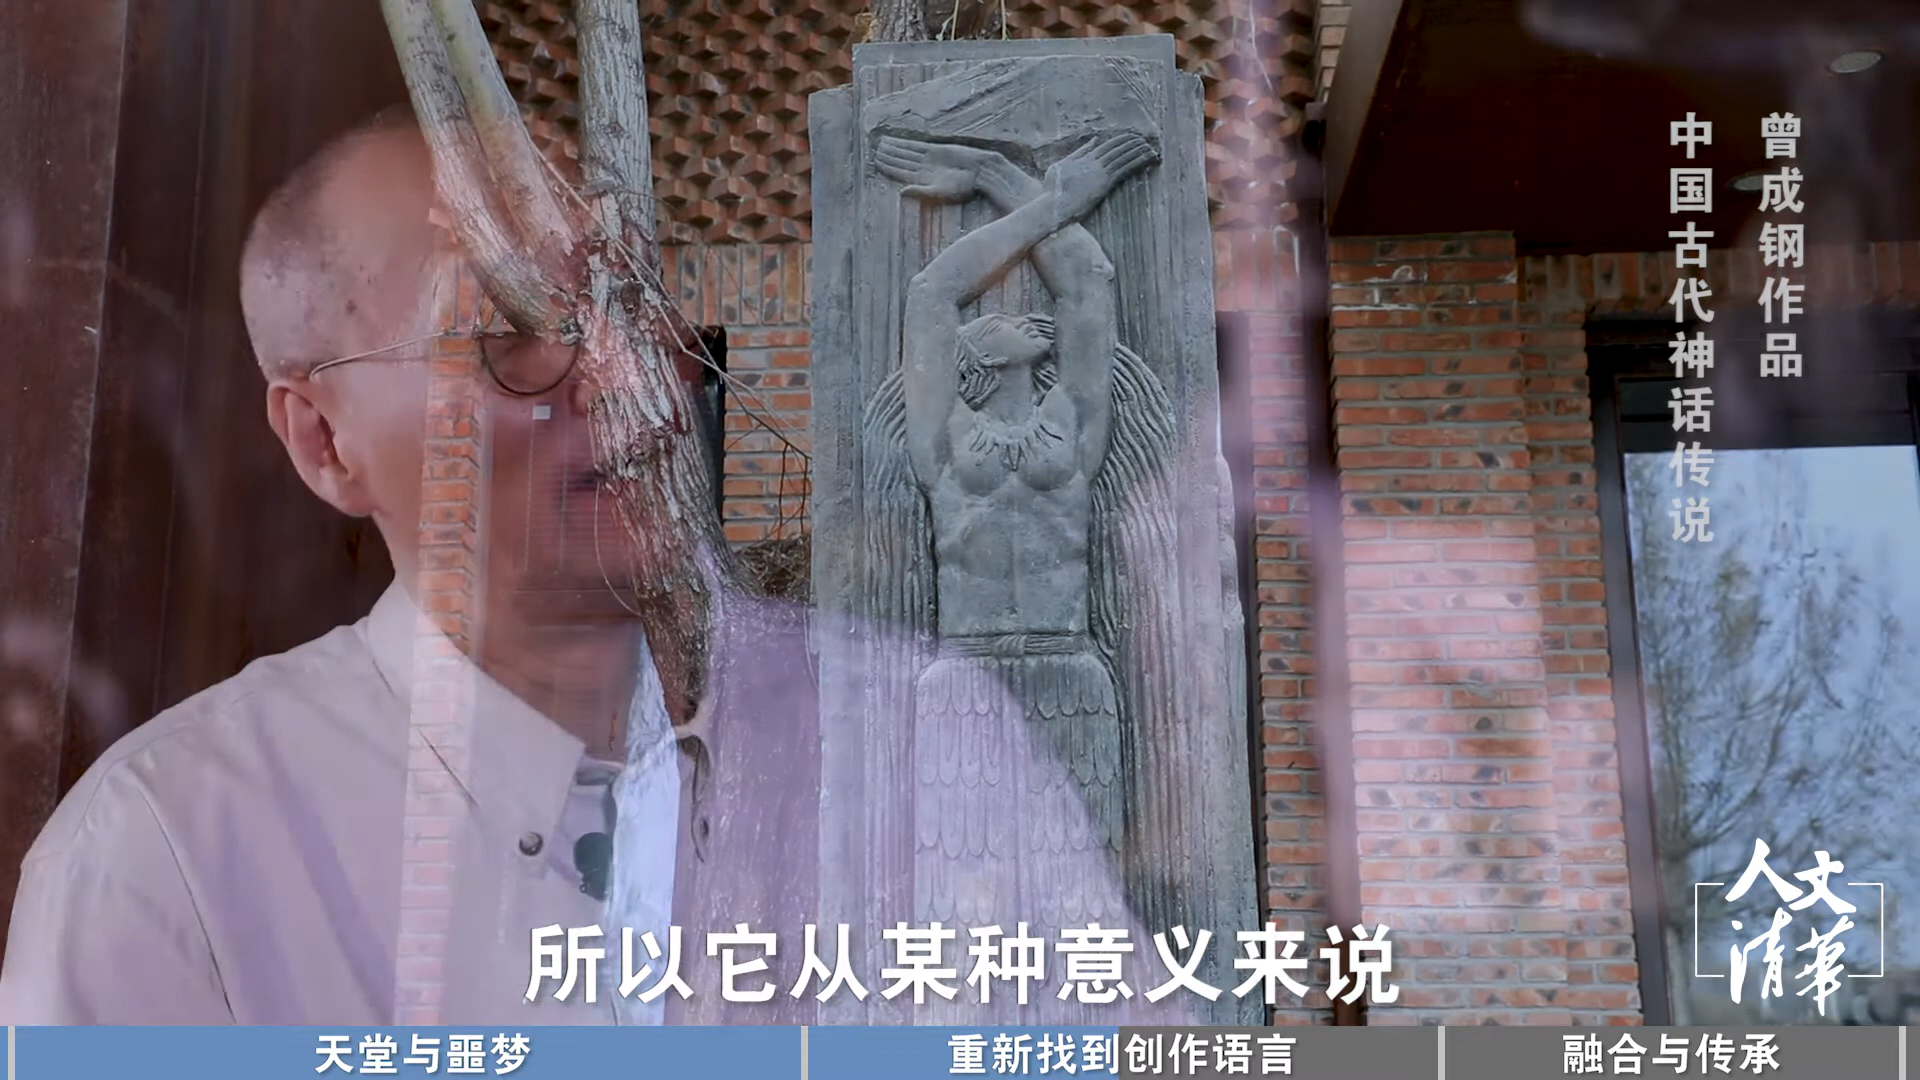 曾成钢作品
中国古代神话传说
人文
清華
所以它从某种意义来说
天堂与噩梦
重新找到创作语言
融合与传承